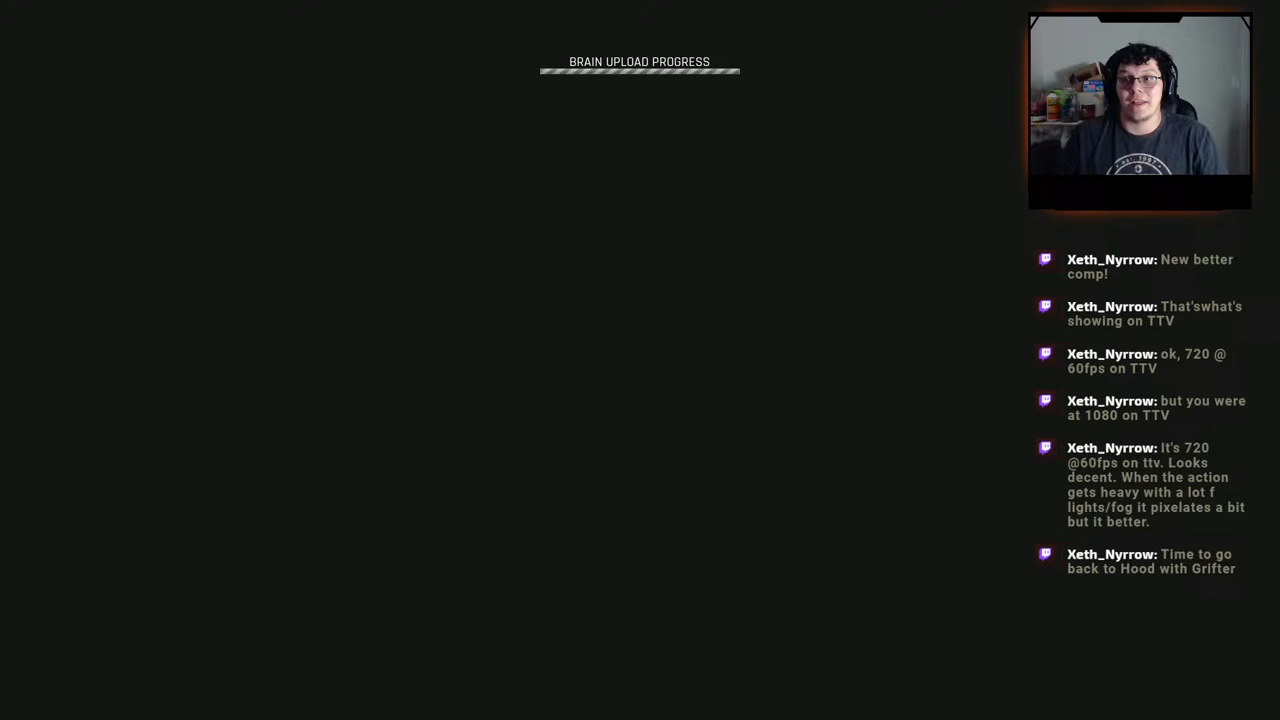 BRAIN UPLOAD PROGRESS
est. 1997
Xeth_Nyrrow: New better
comp!
Xeth_Nyrrow: That'swhat's
showing on TTV
Xeth_Nyrrow: ok, 720 @
60fps on TTV
Xeth_Nyrrow: but you were
at 1080 on TTV
Xeth_Nyrrow: It's 720
@60fps on ttv. Looks
decent. When the action
gets heavy with a lot f
lights/fog it pixelates a bit
but it better.
Xeth_Nyrrow: Time to go
back to Hood with Grifter